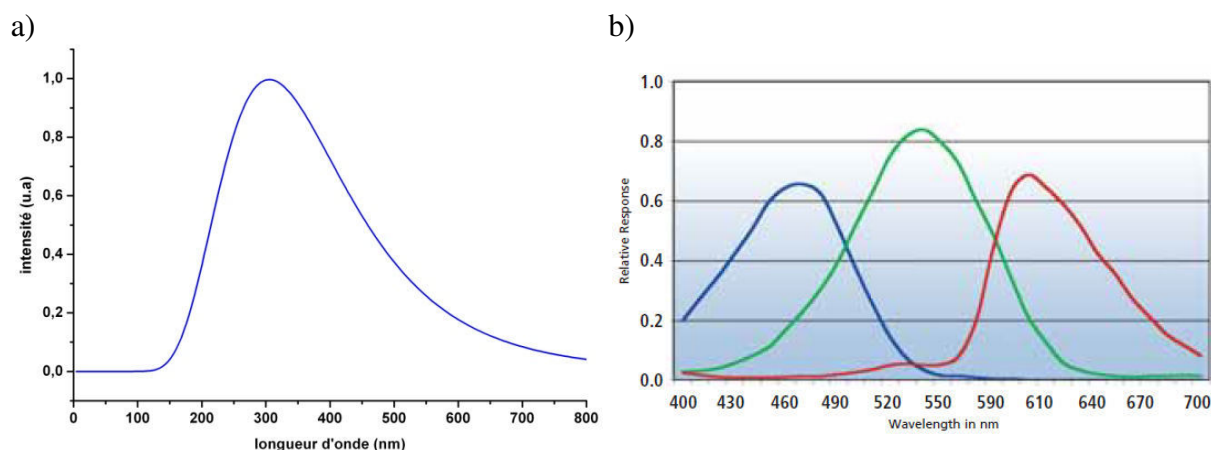 a)
1,0
0,8
0,6
0,4
0,2
0,0
intensité (u.a)
0 100 200 300 400 500 600 700 800
longueur d'onde (nm)
b)
1.0
0.8
0.6
0.4
0.2
0.0
Relative Response
400 430 460 490 520 550 590 610 640 670 700
Wavelength in nm